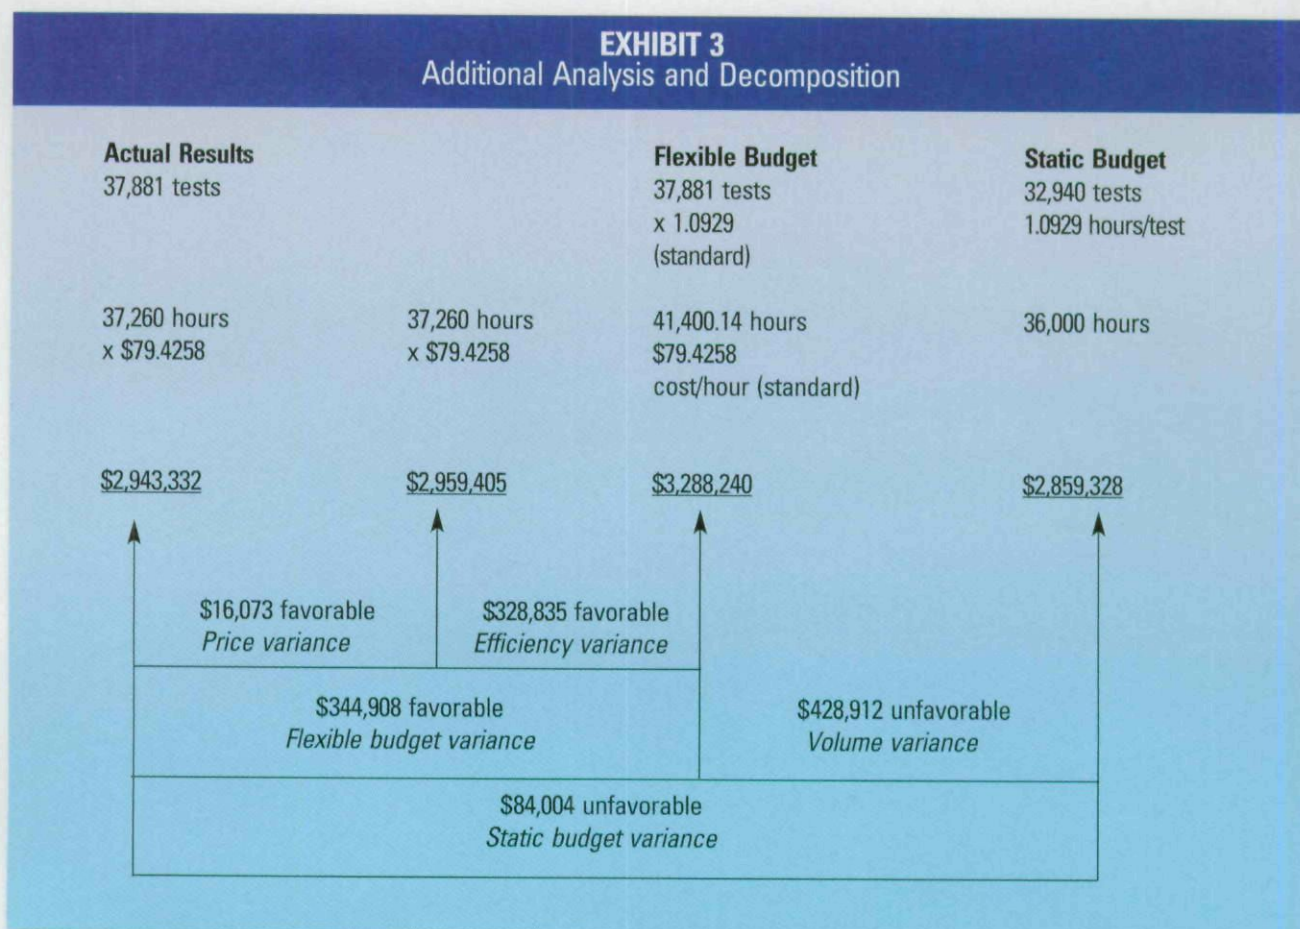 EXHIBIT 3
Additional Analysis and Decomposition
Actual Results
37,881 tests
Flexible Budget
37,881 tests
x 1.0929
(standard)
Static Budget
32,940 tests
1.0929 hours/test
37,260 hours
x $79.4258
37,260 hours
x $79.4258
41,400.14 hours
$79.4258
cost/hour (standard)
36,000 hours
$2,943,332
$2,959,405
$3,288,240
$2,859,328
$16,073 favorable
Price variance
$328,835 favorable
Efficiency variance
$344,908 favorable
Flexible budget variance
$428,912 unfavorable
Volume variance
$84,004 unfavorable
Static budget variance